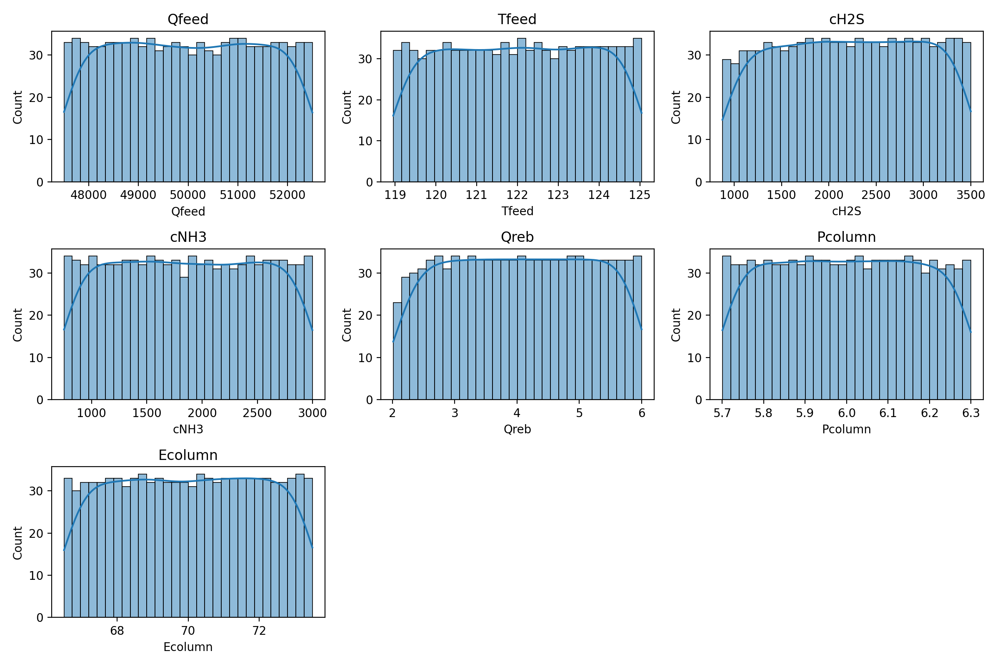 Qfeed Tfeed cH2S
Count Count Count
30 30 30
20 20 20
10 10 10
0 0 0
48000 49000 50000 51000 52000 119 120 121 122 123 124 125 1000 1500 2000 2500 3000 3500
Qfeed Tfeed cH2S
cNH3 Qreb Pcolumn
Count Count Count
30 30 30
20 20 20
10 10 10
0 0 0
1000 1500 2000 2500 3000 2 3 4 5 6 5.7 5.8 5.9 6.0 6.1 6.2 6.3
cNH3 Qreb Pcolumn
Ecolumn
Count
30
20
10
0
68 70 72
Ecolumn